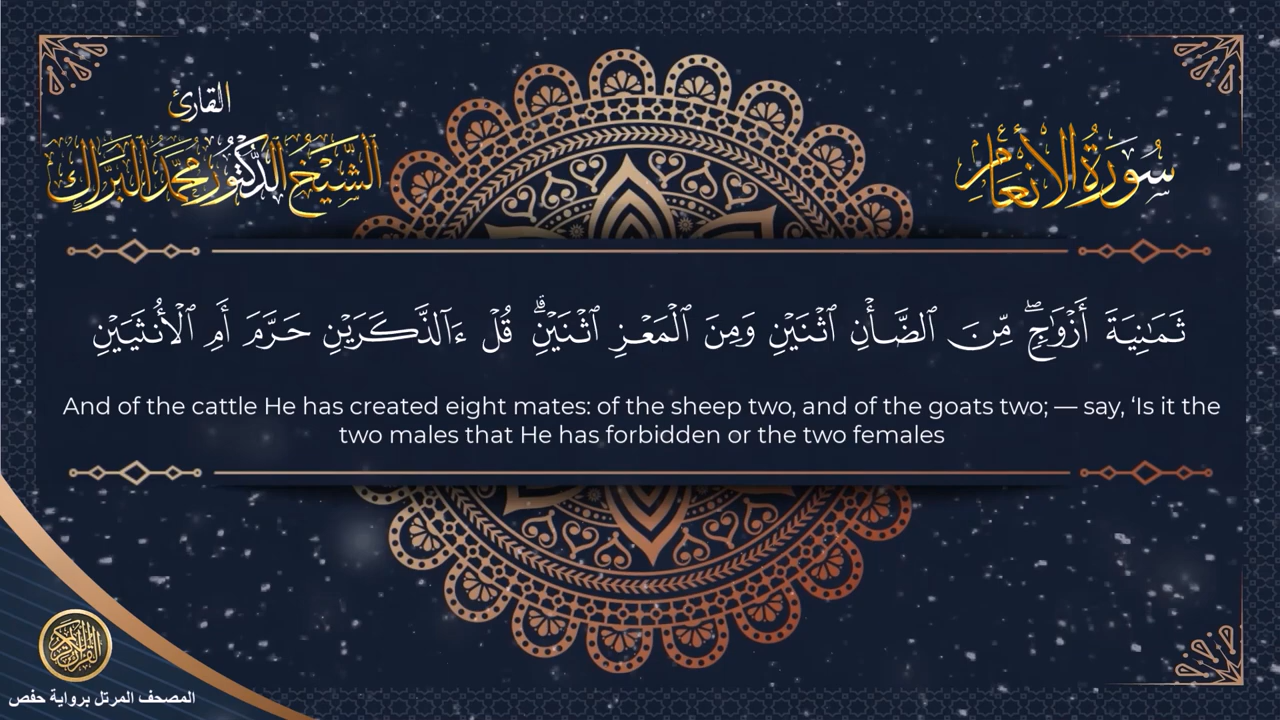 القارئ
الشيخ الدكتور محمد البراك
سورة الأنعام
ثَمَٰنِيَةَ أَزْوَٰجٍۖ مِّنَ ٱلضَّأْنِ ٱثْنَيْنِ وَمِنَ ٱلْمَعْزِ ٱثْنَيْنِۗ قُلْ ءَآلذَّكَرَيْنِ حَرَّمَ أَمِ ٱلْأُنثَيَيْنِ
And of the cattle He has created eight mates: of the sheep two, and of the goats two; — say, ‘Is it the
two males that He has forbidden or the two females
القرآن الكريم
المصحف المرتل برواية حفص